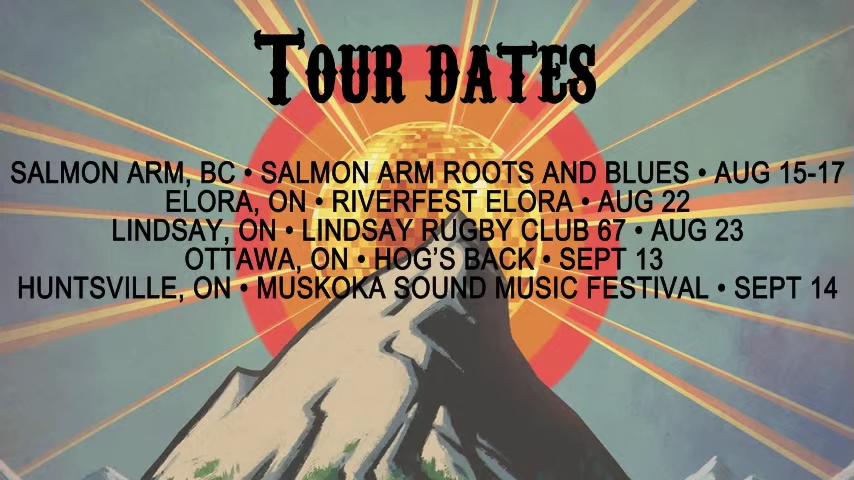 TOUR DATES
SALMON ARM, BC • SALMON ARM ROOTS AND BLUES • AUG 15-17
ELORA, ON • RIVERFEST ELORA • AUG 22
LINDSAY, ON • LINDSAY RUGBY CLUB 67 • AUG 23
OTTAWA, ON • HOG'S BACK • SEPT 13
HUNTSVILLE, ON • MUSKOKA SOUND MUSIC FESTIVAL • SEPT 14